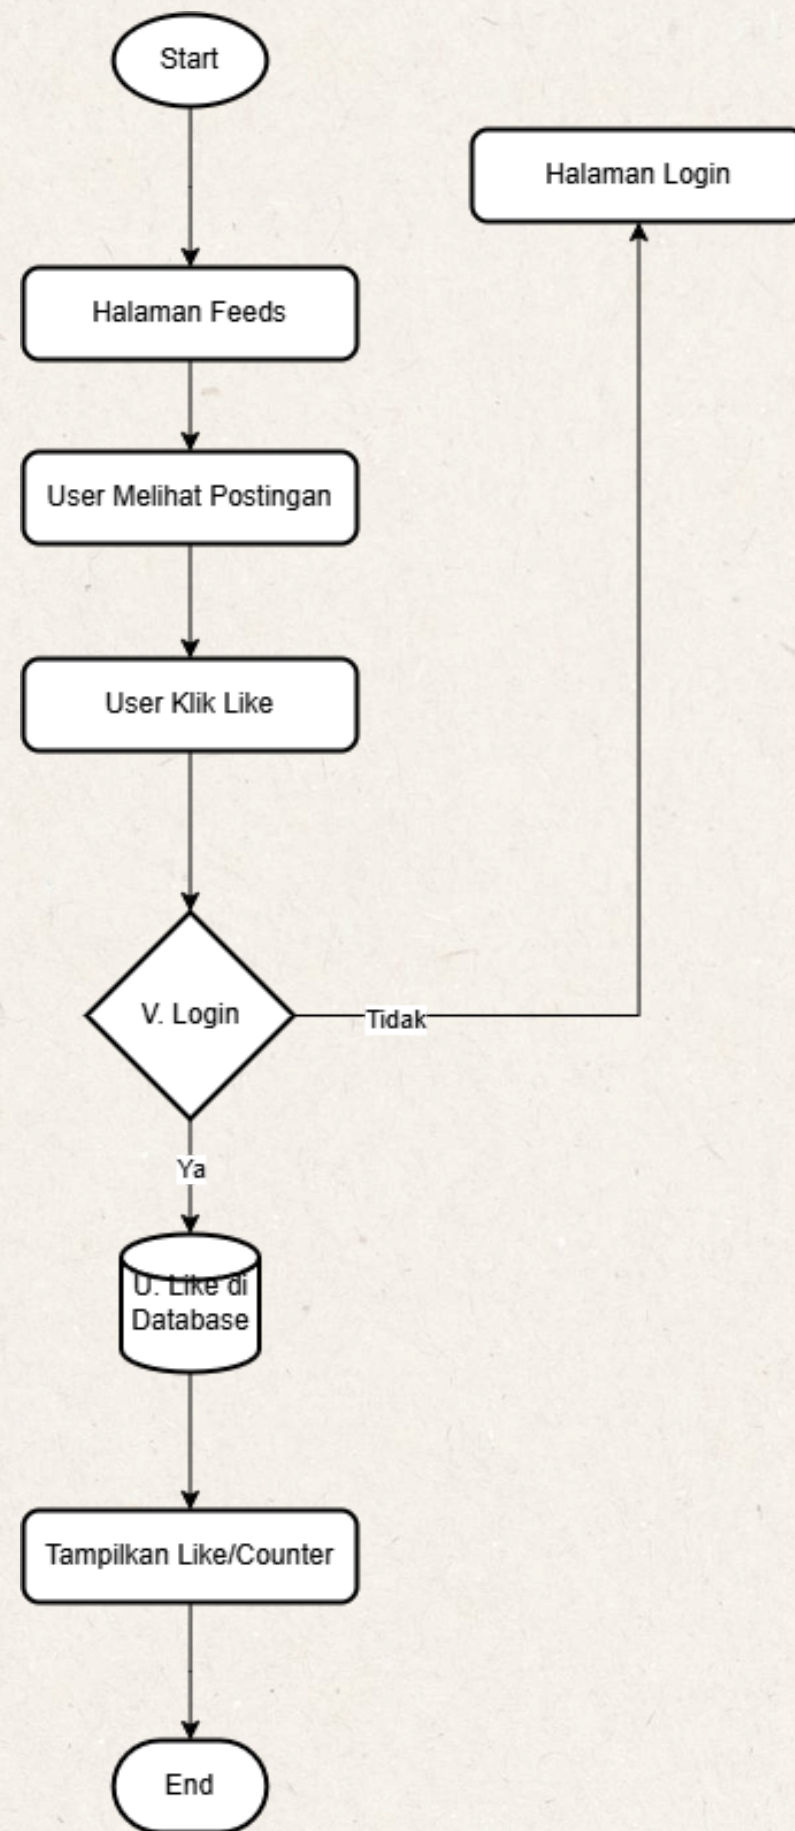 Start
Halaman Login
Halaman Feeds
User Melihat Postingan
User Klik Like
V. Login
Tidak
Ya
U. Like di
Database
Tampilkan Like/Counter
End